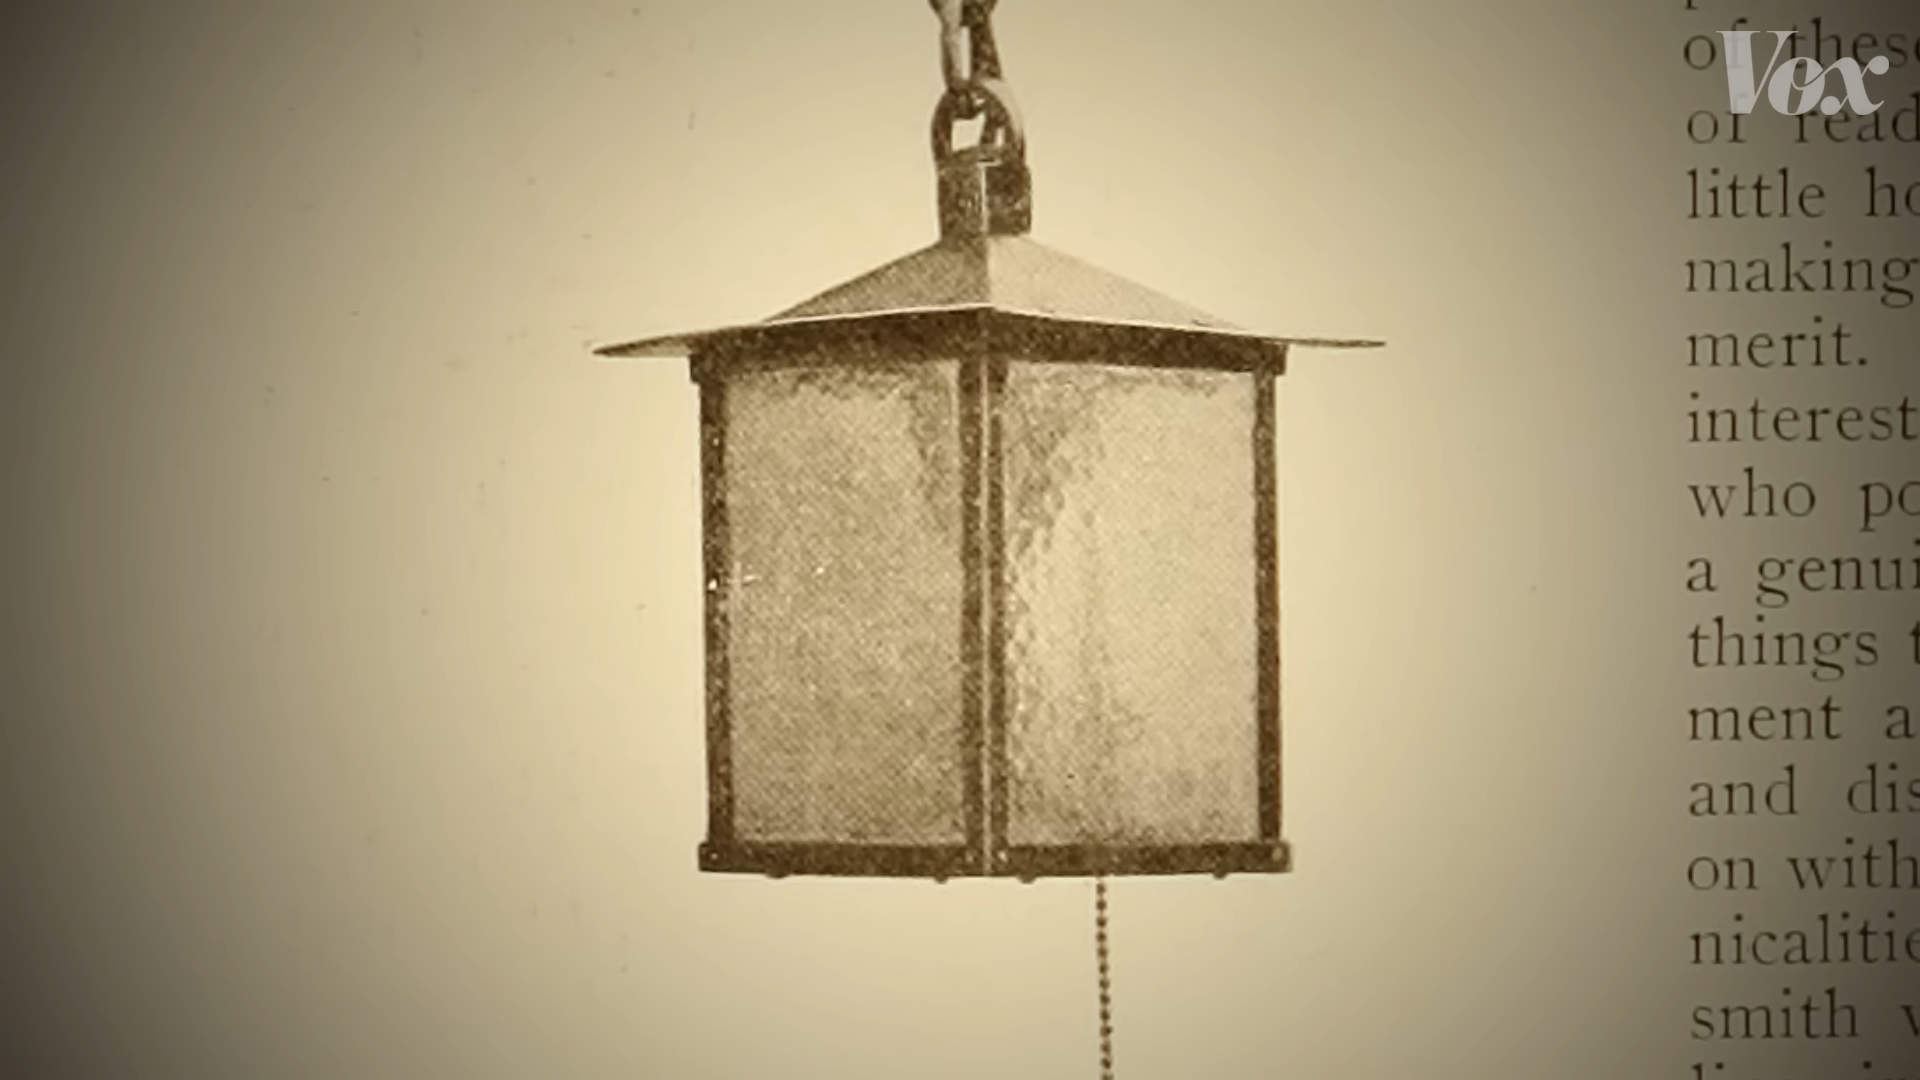 Vox
of these
of read
little ho
making
merit.
interest
who po
a genui
things t
ment a
and dis
on with
nicalitie
smith